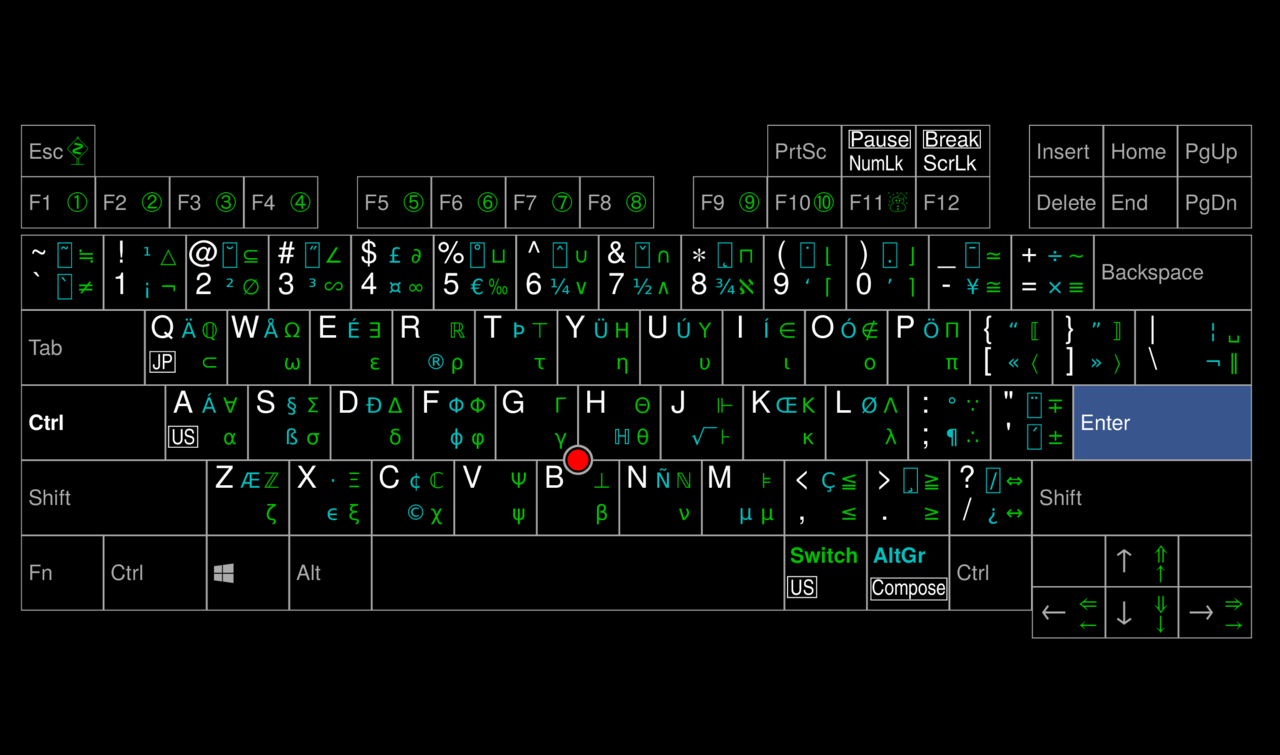 Esc PrtSc Pause Break Insert Home PgUp
NumLk ScrLk
F1 ① F2 ② F3 ③ F4 ④ F5 ⑤ F6 ⑥ F7 ⑦ F8 ⑧ F9 ⑨ F10 ⑩ F11 F12 Delete End PgDn
~ ˜ ≒ ! ¹ △ @ ˘ ⊆ # ˝ ∠ $ £ ∂ % ˚ ⊔ ^ ˆ ∪ & ˇ ∩ * ˛ ⊓ ( ˙ ⌊ ) . ⌋ _ ¯ ≃ + ÷ ~ Backspace
` ` ≠ 1 ¡ ¬ 2 ² ∅ 3 ³ ∽ 4 ¤ ∞ 5 € ‰ 6 ¼ ∨ 7 ½ ∧ 8 ¾ ℵ 9 ‘ ⌈ 0 ’ ⌉ - ¥ ≅ = × ≡
Tab Q Ä ℚ W Å Ω E É ∃ R ℝ T Þ ⊤ Y Ü Η U Ú Υ I Í ∈ O Ó ∉ P Ö Π { “ ⟦ } ” ⟧ | ¦ ␣
JP ⊂ ω ε ® ρ τ η υ ι ο π [ « ⟨ ] » ⟩ \ ¬ ∥
Ctrl A Á ∀ S § Σ D Ð Δ F Φ Φ G Γ H Θ J ⊩ K Œ Κ L Ø Λ : ° ∵ " ¨ ∓ Enter
US α ß σ δ ϕ φ γ ℍ θ √ ⊦ κ λ ; ¶ ∴ ' ´ ±
Shift Z Æ ℤ X · Ξ C ¢ ℂ V Ψ B ⊥ N Ñ ℕ M ⊧ < Ç ≦ > ¸ ≧ ? / ⇔ Shift
ζ ϵ ξ © χ ψ β ν µ μ , ≤ . ≥ / ¿ ↔
Fn Ctrl Alt Switch AltGr Ctrl ↑ ⇑ ↑
US Compose
← ⇐ ← ↓ ⇓ ↓ → ⇒ →